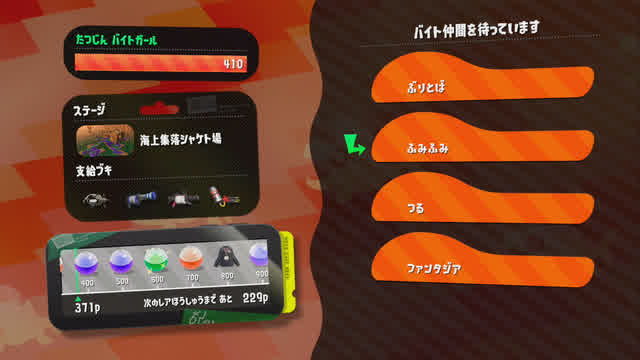 たつじん バイトガール
410
ステージ
海上集落シャケト場
支給ブキ
400 500 600 700 800 900
371p
次のレアほうしゅうまで あと 229p
バイト仲間を待っています
ぶりとぱ
ふみふみ
つる
ファンタジア